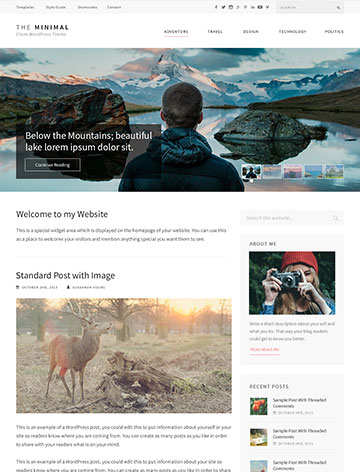 Templates Style Guide Shortcodes Contact
SEARCH
THE MINIMAL
Clean WordPress Theme
ADVENTURE TRAVEL DESIGN TECHNOLOGY POLITICS
Below the Mountains; beautiful
lake lorem ipsum dolor sit.
Continue Reading
Welcome to my Website
This is a special widget area which is displayed on the homepage of your website. You can use this
as a place to welcome your visitors and mention anything special you want them to see.
Standard Post with Image
OCTOBER 2ND, 2013 SUSANNAH YOUNG
This is an example of a WordPress post, you could edit this to put information about yourself or your
site so readers know where you are coming from. You can create as many posts as you like in order
to share with your readers what is on your mind.
This is an example of a WordPress post, you could edit this to put information about yourself or your site so
readers know where you are coming from. You can create as many posts as you like in order to share with
Search this website...
ABOUT ME
Write a short description about yourself and
what you do. That way your blog readers
could get to know you better.
More About Me
RECENT POSTS
Sample Post With Threaded
Comments
OCTOBER 2ND, 2013
Sample Post With Threaded
Comments
OCTOBER 2ND, 2013
Sample Post With Threaded
Comments